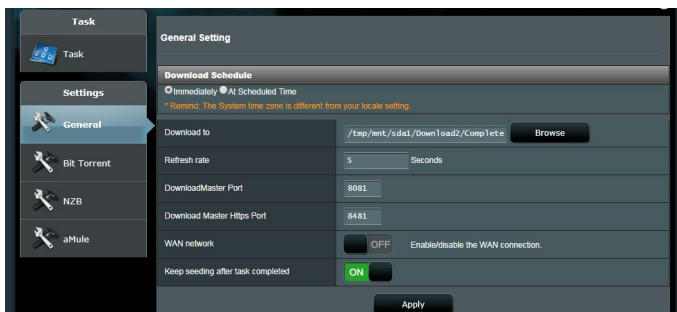 Task
Task
Settings
General
Bit Torrent
NZB
aMule
General Setting
Download Schedule
Immediately At Scheduled Time
* Remind: The System time zone is different from your locale setting.
Download to /tmp/mnt/sda1/Download2/Complete Browse
Refresh rate 5 Seconds
DownloadMaster Port 8081
Download Master Https Port 8481
WAN network OFF Enable/disable the WAN connection.
Keep seeding after task completed ON
Apply